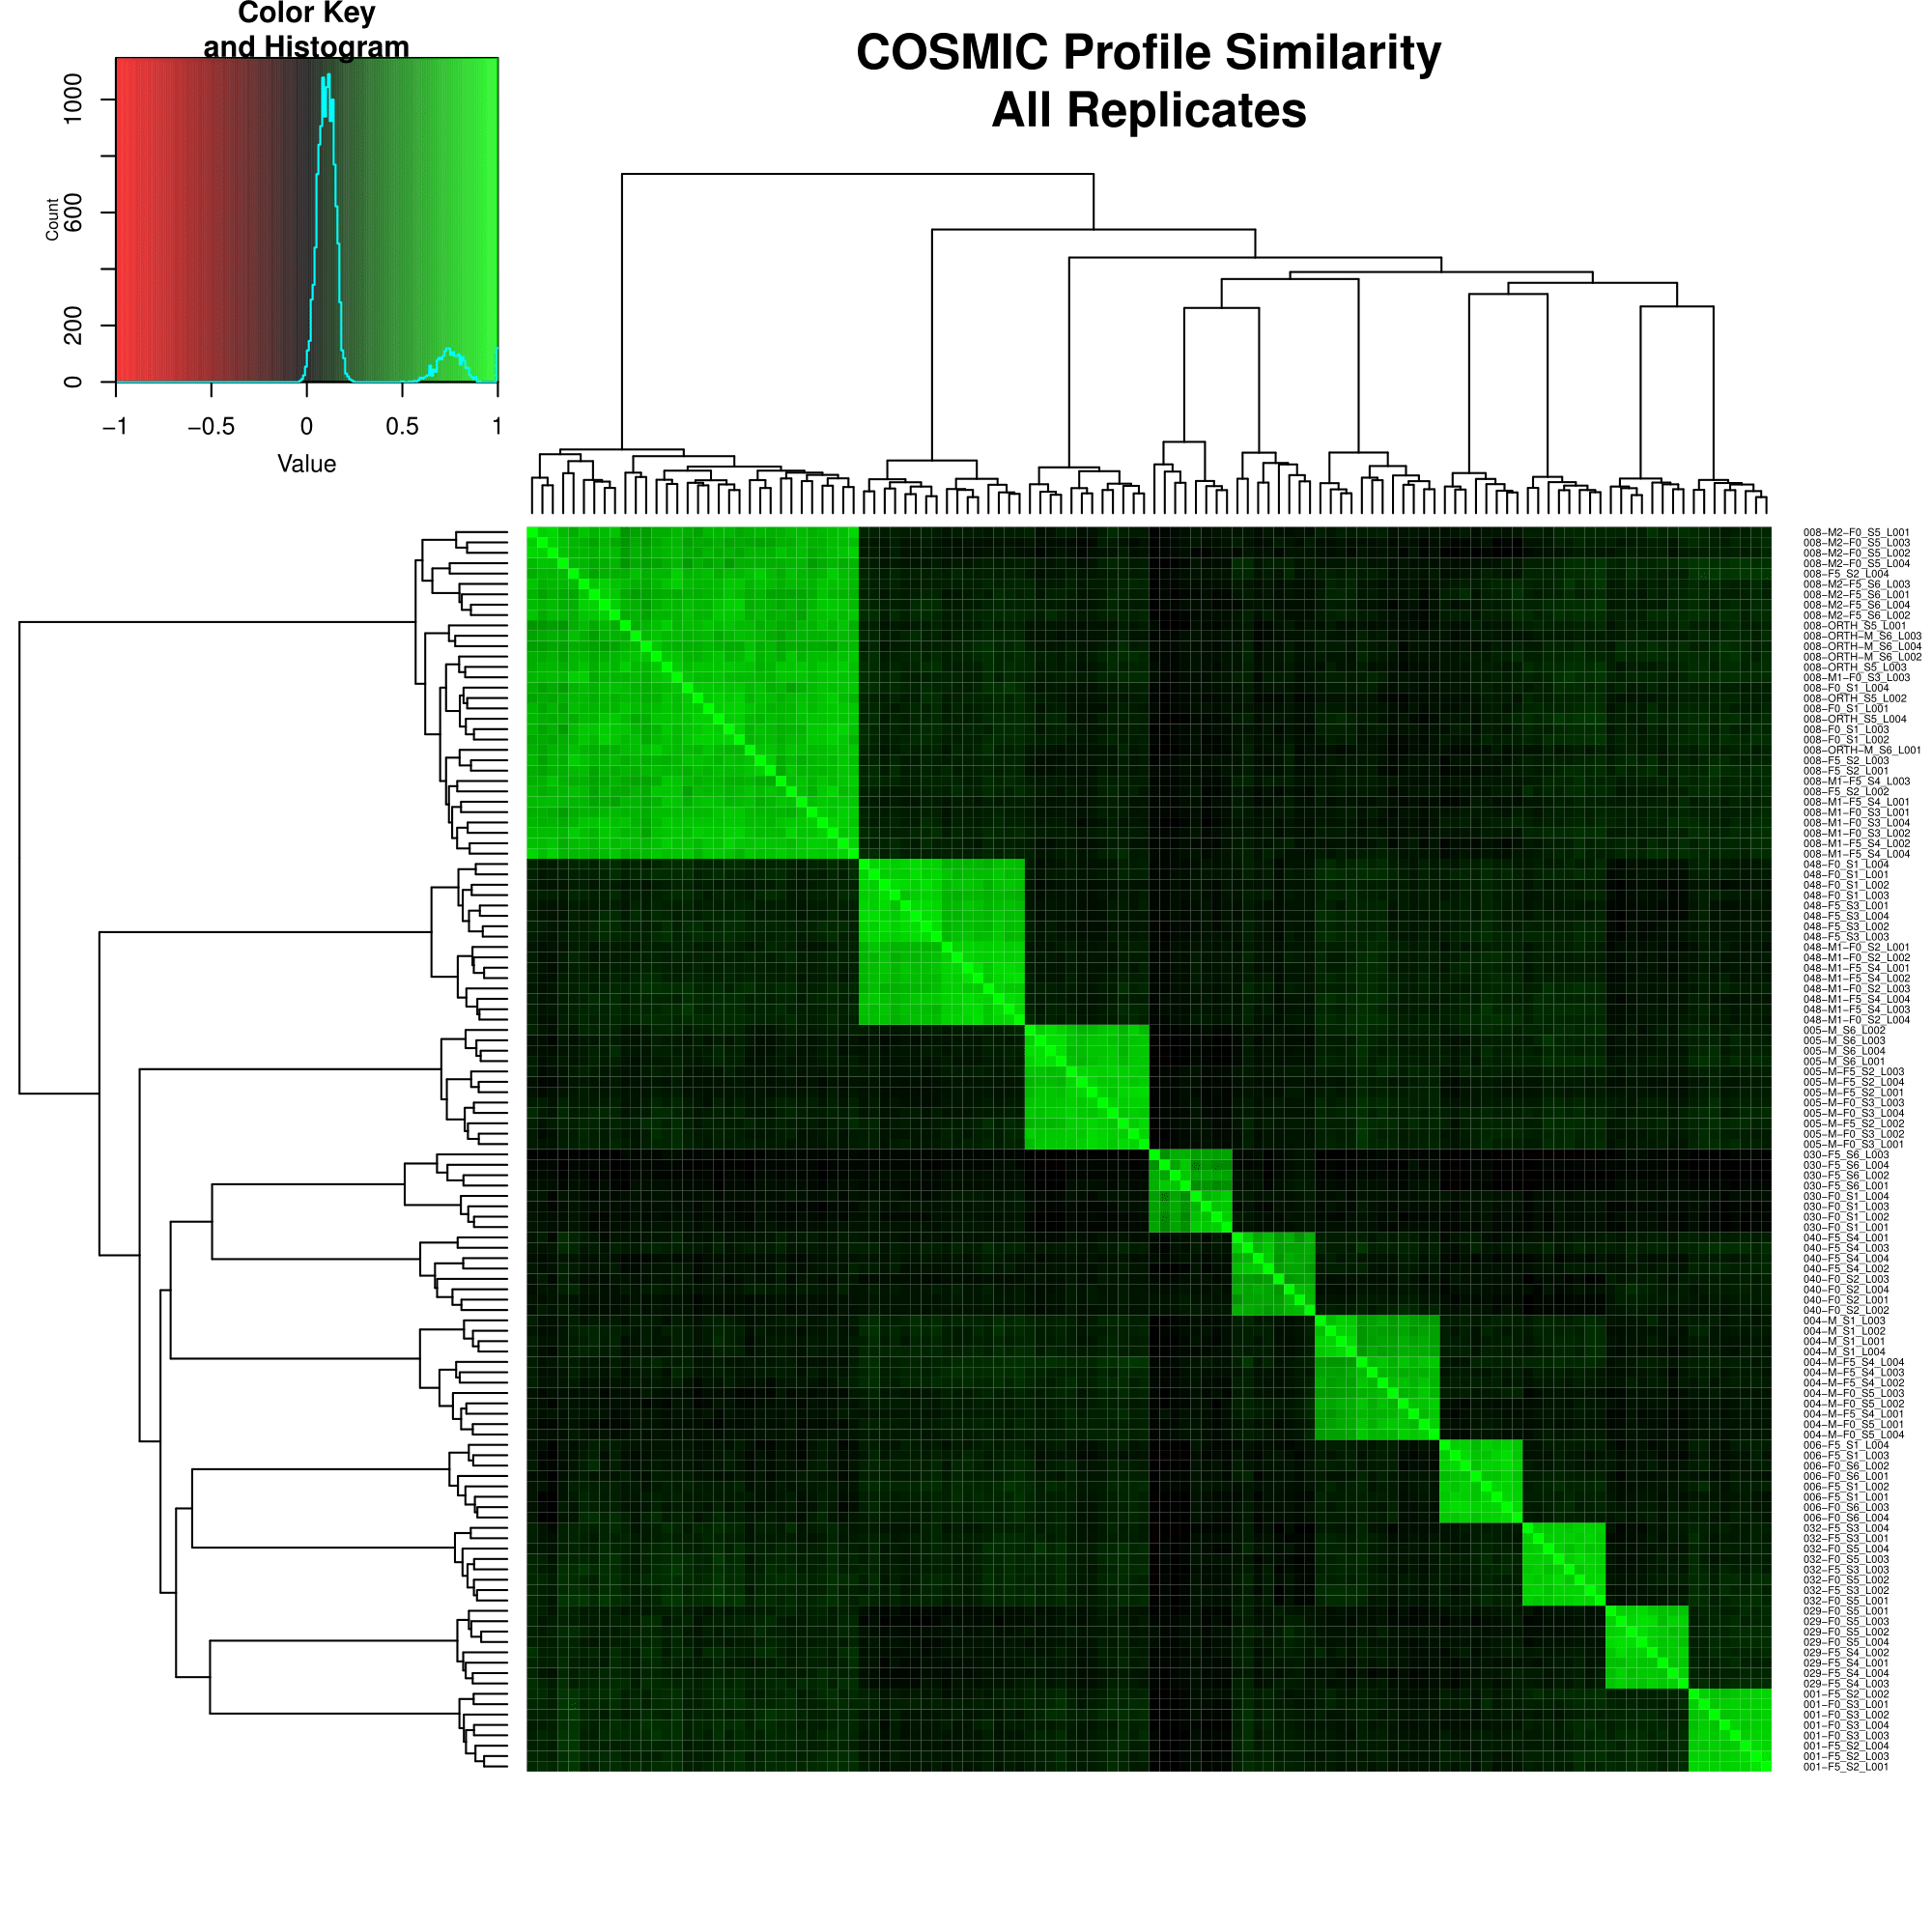 Color Key
and Histogram
COSMIC Profile Similarity
All Replicates
Count
0
200
600
1000
−1
−0.5
0
0.5
1
Value
008−M2−F0_S5_L001
008−M2−F0_S5_L003
008−M2−F0_S5_L002
008−M2−F0_S5_L004
008−F5_S2_L004
008−M2−F5_S6_L003
008−M2−F5_S6_L001
008−M2−F5_S6_L004
008−M2−F5_S6_L002
008−ORTH_S5_L001
008−ORTH−M_S6_L003
008−ORTH−M_S6_L004
008−ORTH−M_S6_L002
008−ORTH_S5_L003
008−M1−F0_S3_L003
008−F0_S1_L004
008−ORTH_S5_L002
008−F0_S1_L001
008−ORTH_S5_L004
008−F0_S1_L003
008−F0_S1_L002
008−ORTH−M_S6_L001
008−F5_S2_L003
008−F5_S2_L001
008−M1−F5_S4_L003
008−F5_S2_L002
008−M1−F5_S4_L001
008−M1−F0_S3_L001
008−M1−F0_S3_L004
008−M1−F0_S3_L002
008−M1−F5_S4_L002
008−M1−F5_S4_L004
048−F0_S1_L004
048−F0_S1_L001
048−F0_S1_L002
048−F0_S1_L003
048−F5_S3_L001
048−F5_S3_L004
048−F5_S3_L002
048−F5_S3_L003
048−M1−F0_S2_L001
048−M1−F0_S2_L002
048−M1−F5_S4_L001
048−M1−F5_S4_L002
048−M1−F0_S2_L003
048−M1−F5_S4_L004
048−M1−F5_S4_L003
048−M1−F0_S2_L004
005−M_S6_L002
005−M_S6_L003
005−M_S6_L004
005−M_S6_L001
005−M−F5_S2_L003
005−M−F5_S2_L004
005−M−F5_S2_L001
005−M−F0_S3_L003
005−M−F0_S3_L004
005−M−F5_S2_L002
005−M−F0_S3_L002
005−M−F0_S3_L001
030−F5_S6_L003
030−F5_S6_L004
030−F5_S6_L002
030−F5_S6_L001
030−F0_S1_L004
030−F0_S1_L003
030−F0_S1_L002
030−F0_S1_L001
040−F5_S4_L001
040−F5_S4_L003
040−F5_S4_L004
040−F5_S4_L002
040−F0_S2_L003
040−F0_S2_L004
040−F0_S2_L001
040−F0_S2_L002
004−M_S1_L003
004−M_S1_L002
004−M_S1_L001
004−M_S1_L004
004−M−F5_S4_L004
004−M−F5_S4_L003
004−M−F5_S4_L002
004−M−F0_S5_L003
004−M−F0_S5_L002
004−M−F5_S4_L001
004−M−F0_S5_L001
004−M−F0_S5_L004
006−F5_S1_L004
006−F5_S1_L003
006−F0_S6_L002
006−F0_S6_L001
006−F5_S1_L002
006−F5_S1_L001
006−F0_S6_L003
006−F0_S6_L004
032−F5_S3_L004
032−F5_S3_L001
032−F0_S5_L004
032−F0_S5_L003
032−F5_S3_L003
032−F0_S5_L002
032−F5_S3_L002
032−F0_S5_L001
029−F0_S5_L001
029−F0_S5_L003
029−F0_S5_L002
029−F0_S5_L004
029−F5_S4_L002
029−F5_S4_L001
029−F5_S4_L004
029−F5_S4_L003
001−F5_S2_L002
001−F0_S3_L001
001−F0_S3_L002
001−F0_S3_L004
001−F0_S3_L003
001−F5_S2_L004
001−F5_S2_L003
001−F5_S2_L001